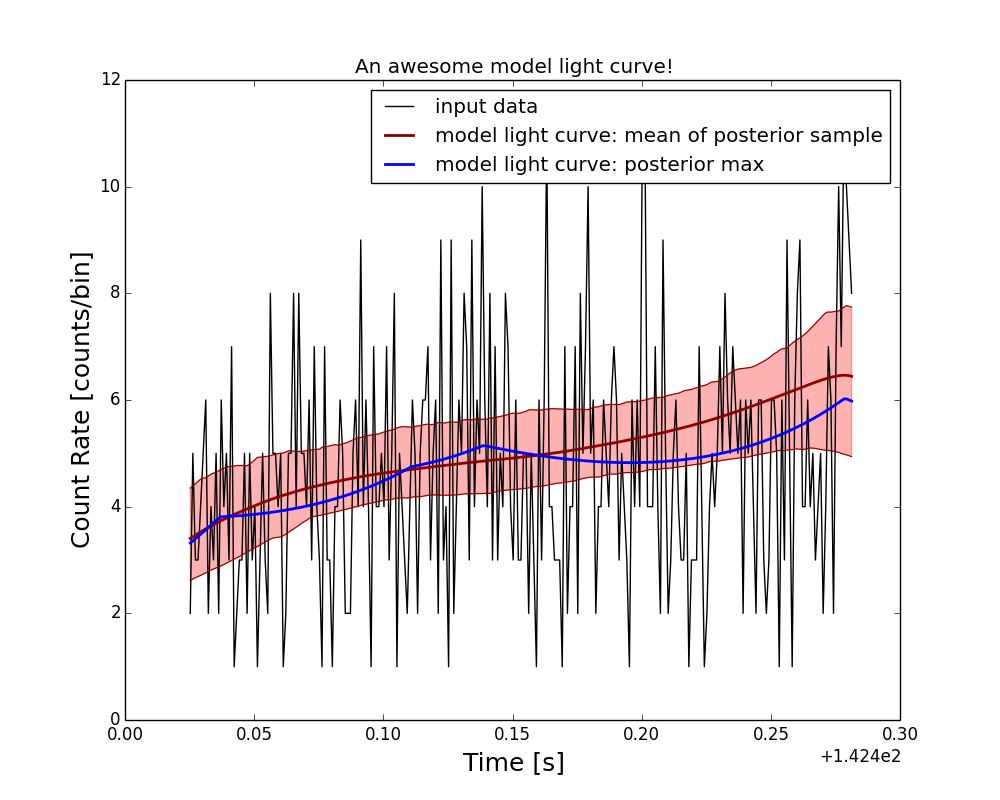 An awesome model light curve!
input data
model light curve: mean of posterior sample
model light curve: posterior max
Count Rate [counts/bin]
12
10
8
6
4
2
0
0.00 0.05 0.10 0.15 0.20 0.25 0.30
Time [s]
+1.424e2